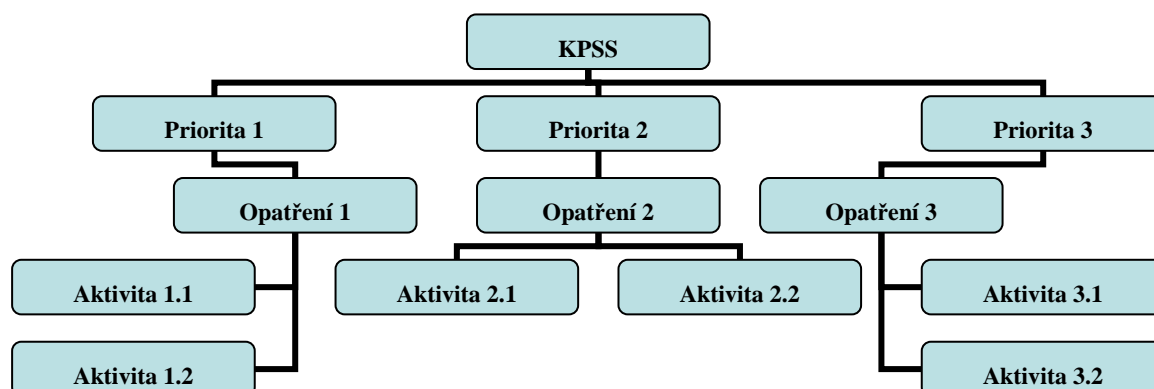 KPSS
Priorita 1
Priorita 2
Priorita 3
Opatření 1
Opatření 2
Opatření 3
Aktivita 1.1
Aktivita 2.1
Aktivita 2.2
Aktivita 3.1
Aktivita 1.2
Aktivita 3.2